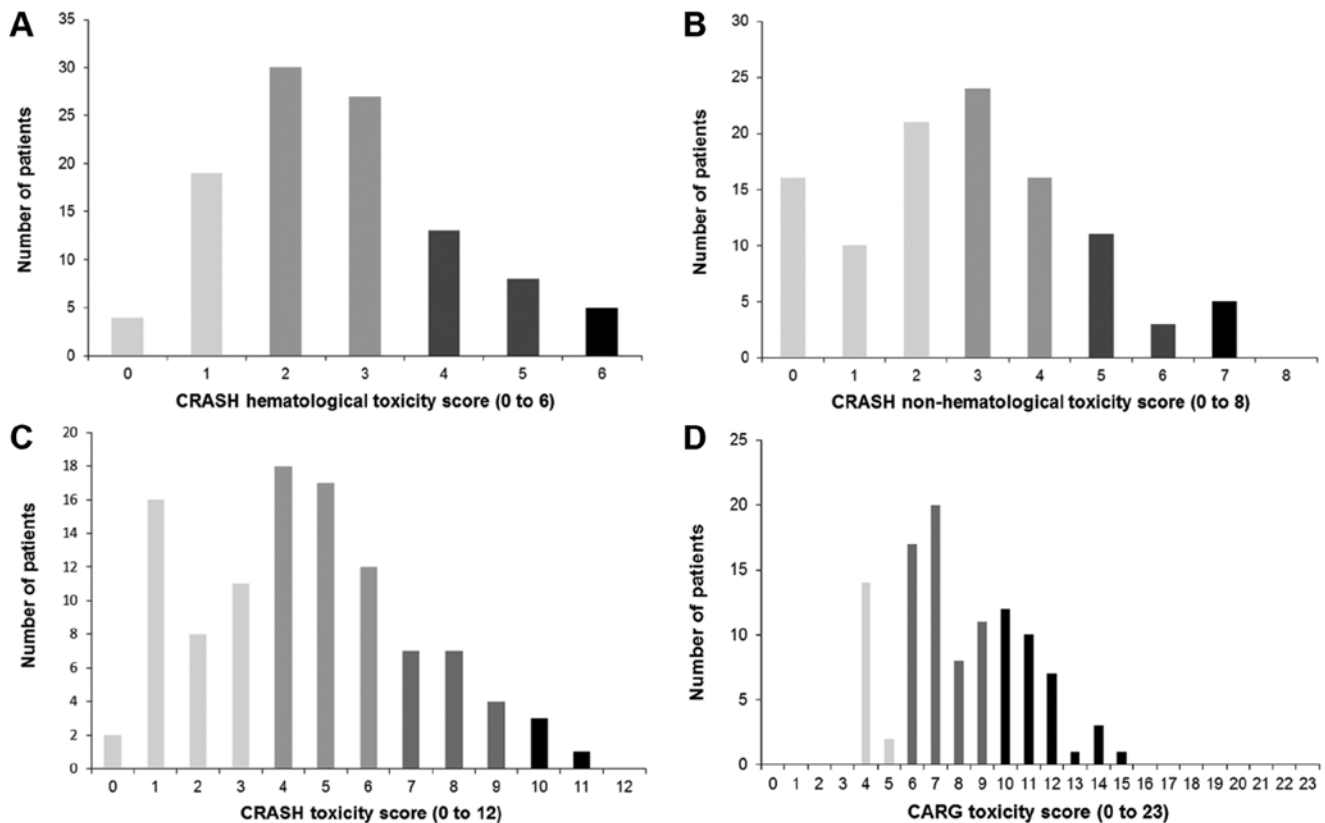 A
Number of patients
35
30
25
20
15
10
5
0
0 1 2 3 4 5 6
CRASH hematological toxicity score (0 to 6)
B
Number of patients
30
25
20
15
10
5
0
0 1 2 3 4 5 6 7 8
CRASH non-hematological toxicity score (0 to 8)
C
Number of patients
20
18
16
14
12
10
8
6
4
2
0
0 1 2 3 4 5 6 7 8 9 10 11 12
CRASH toxicity score (0 to 12)
D
Number of patients
25
20
15
10
5
0
0 1 2 3 4 5 6 7 8 9 10 11 12 13 14 15 16 17 18 19 20 21 22 23
CARG toxicity score (0 to 23)